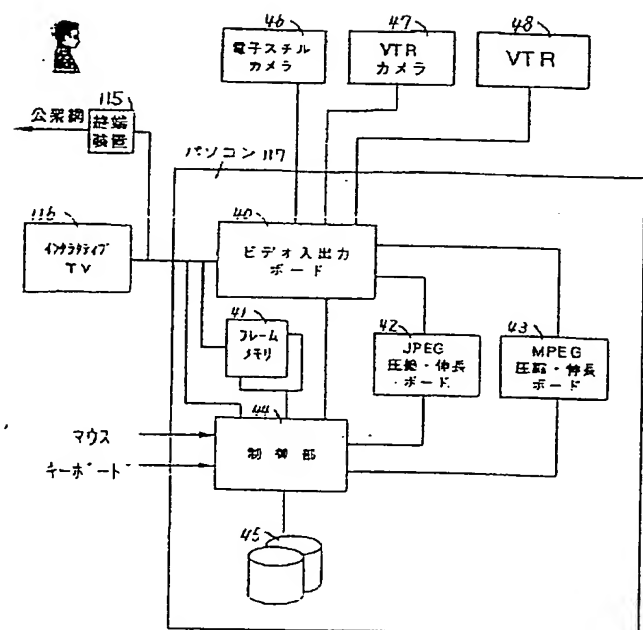 46
電子スチル
カメラ
47
VTR
カメラ
48
VTR
115
公衆網
終端
装置
パソコン 117
116
インタラクティブ
TV
40
ビデオ入出力
ボード
41
フレーム
メモリ
42
JPEG
圧縮・伸長
ボード
43
MPEG
圧縮・伸長
ボード
44
制御部
マウス
キーボード
45